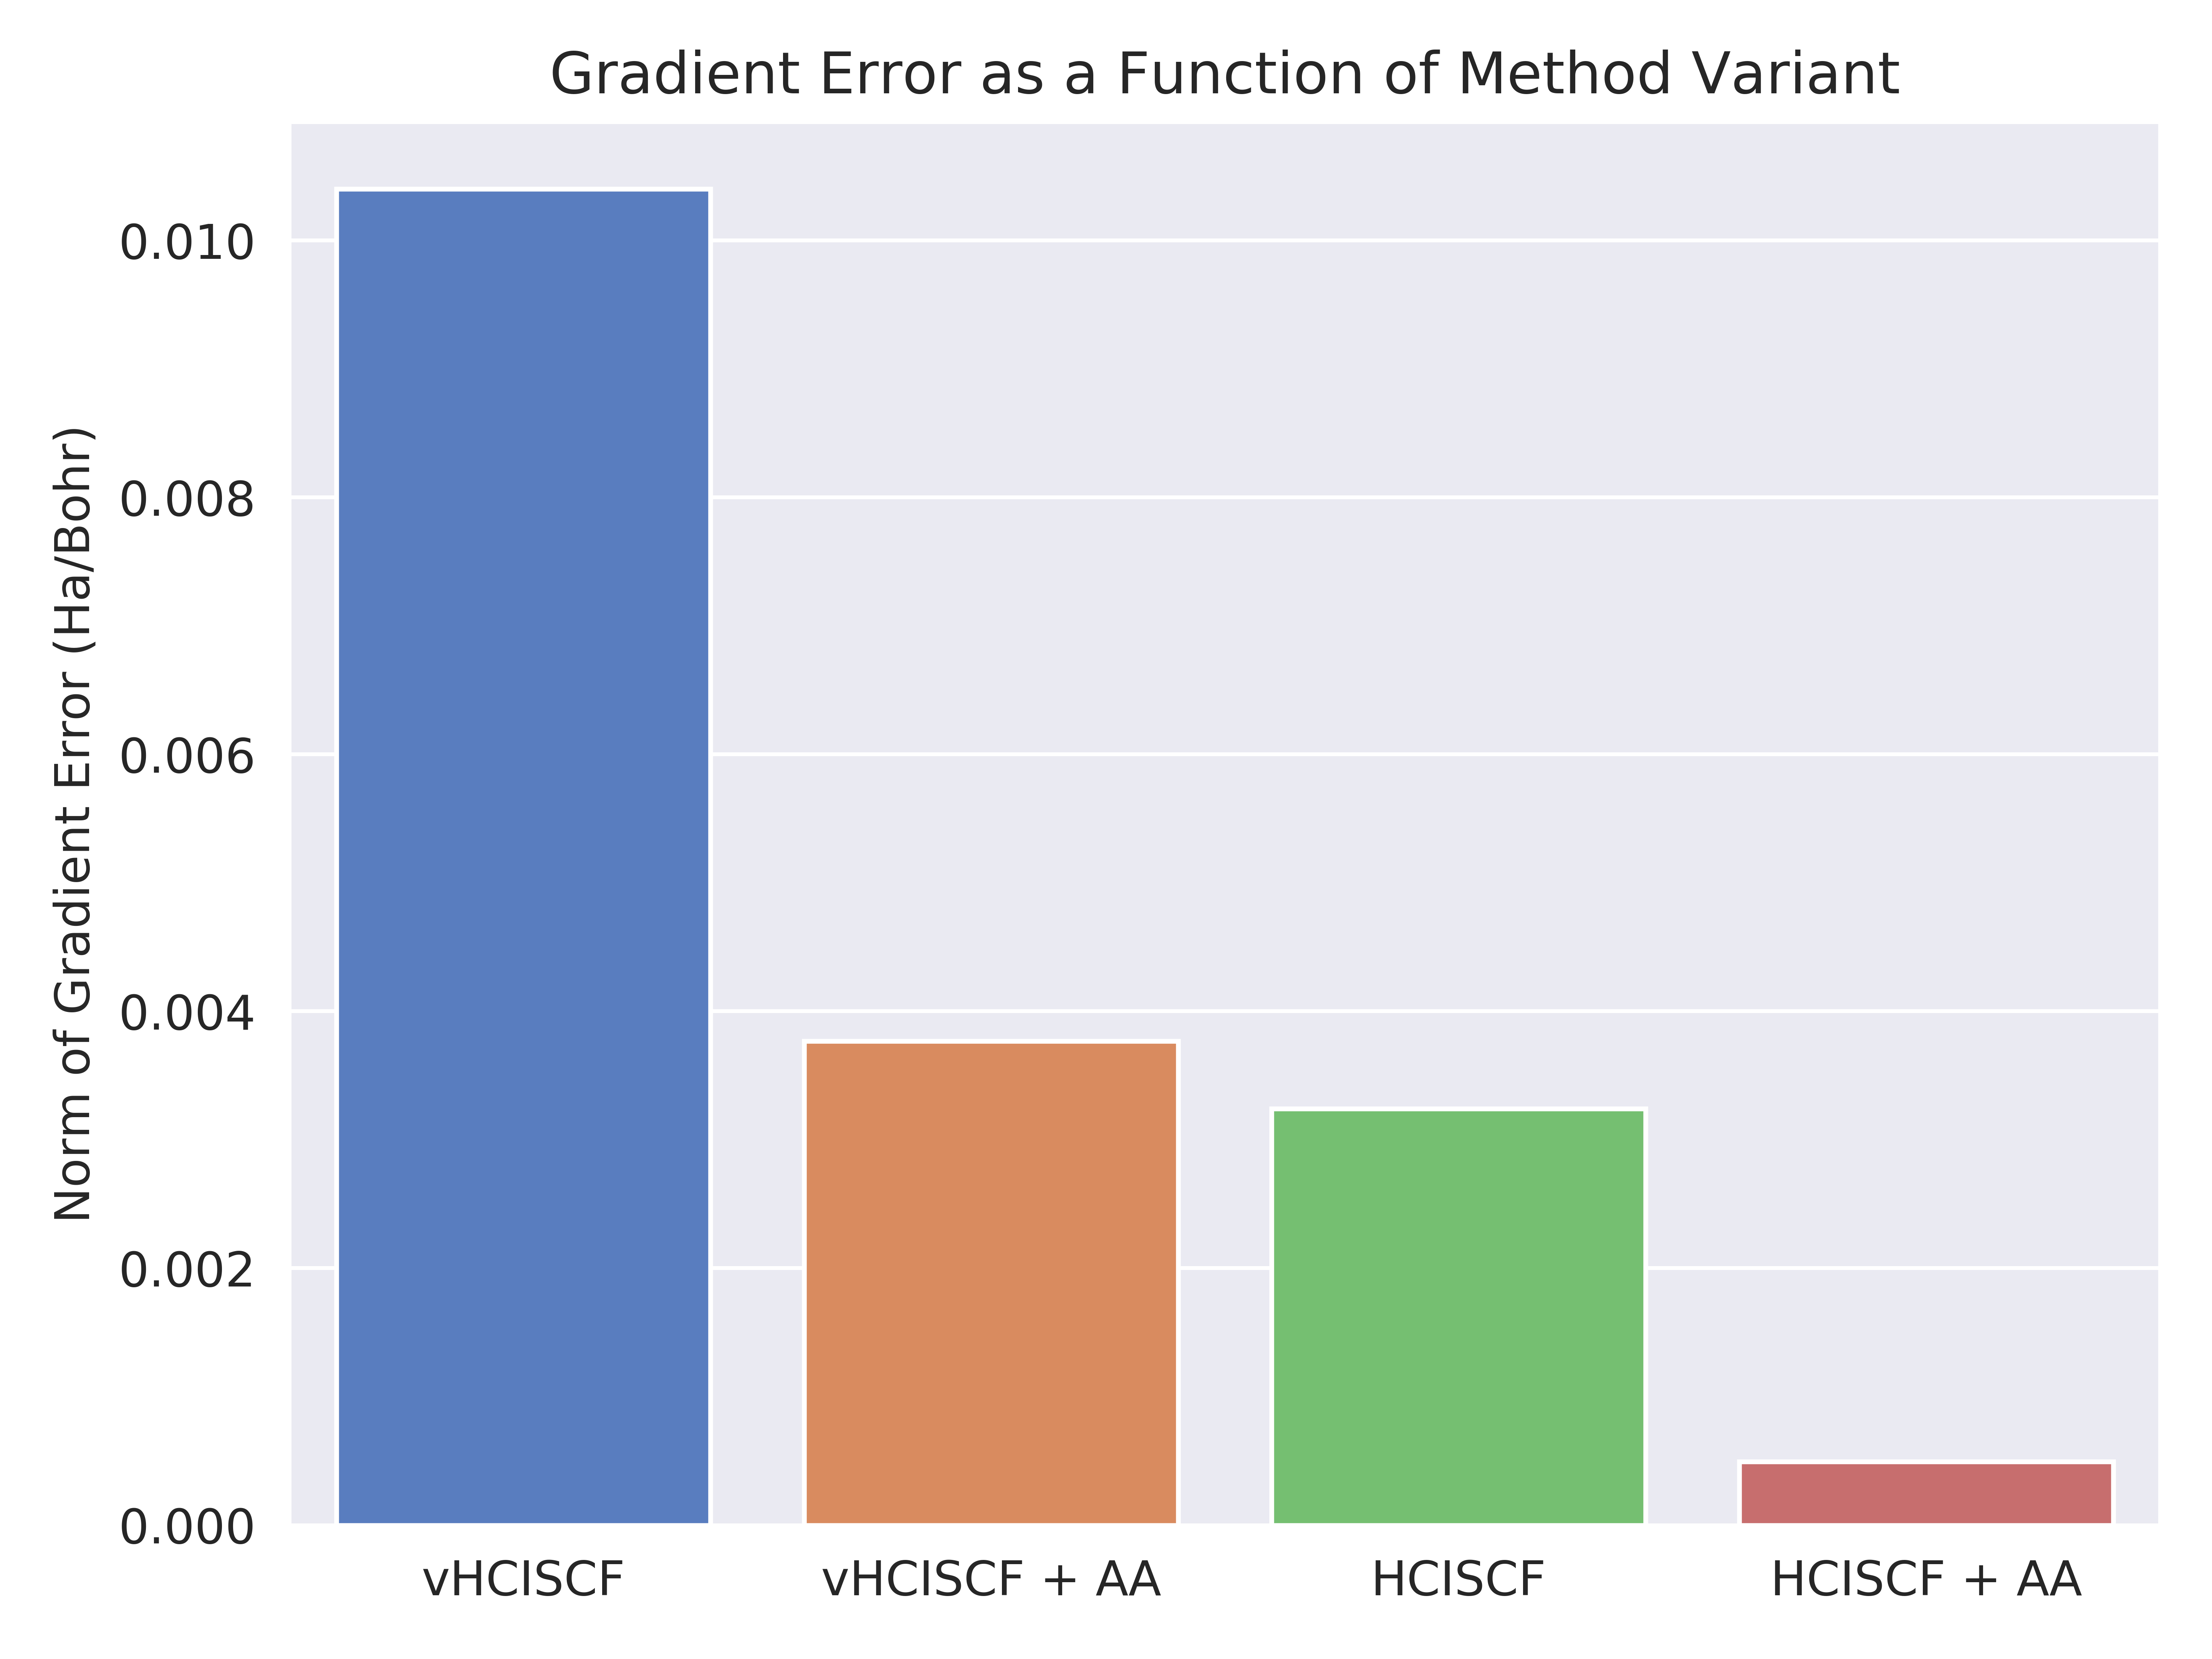 Gradient Error as a Function of Method Variant
Norm of Gradient Error (Ha/Bohr)
0.010
0.008
0.006
0.004
0.002
0.000
vHCISCF
vHCISCF + AA
HCISCF
HCISCF + AA